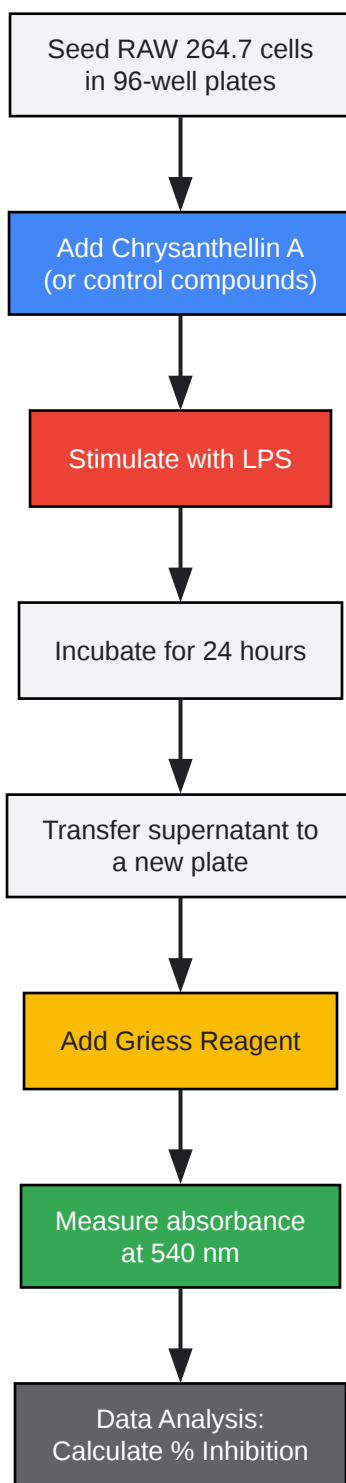 Seed RAW 264.7 cells
in 96-well plates
Add Chrysanthellin A
(or control compounds)
Stimulate with LPS
Incubate for 24 hours
Transfer supernatant to
a new plate
Add Griess Reagent
Measure absorbance
at 540 nm
Data Analysis:
Calculate % Inhibition